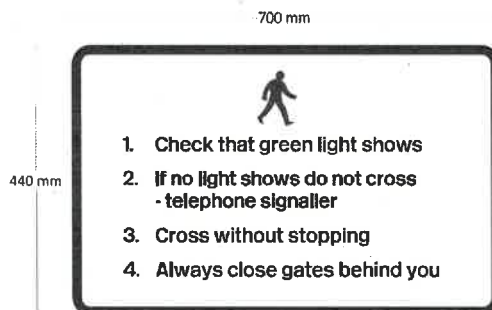 700 mm
1. Check that green light shows
440 mm
2. If no light shows do not cross
- telephone signaller
3. Cross without stopping
4. Always close gates behind you